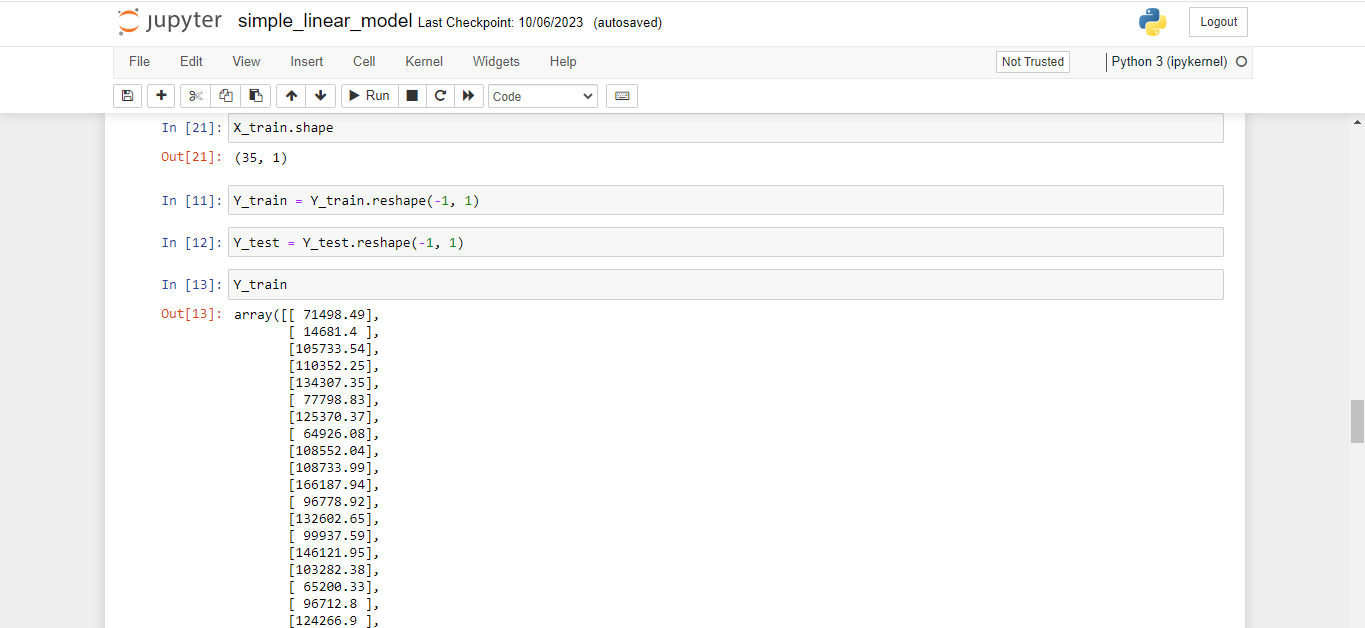 jupyter simple_linear_model Last Checkpoint: 10/06/2023 (autosaved) Logout
File Edit View Insert Cell Kernel Widgets Help Not Trusted Python 3 (ipykernel)
Run Code
In [21]: X_train.shape
Out[21]: (35, 1)
In [11]: Y_train = Y_train.reshape(-1, 1)
In [12]: Y_test = Y_test.reshape(-1, 1)
In [13]: Y_train
Out[13]: array([[ 71498.49],
[ 14681.4 ],
[105733.54],
[110352.25],
[134307.35],
[ 77798.83],
[125370.37],
[ 64926.08],
[108552.04],
[108733.99],
[166187.94],
[ 96778.92],
[132602.65],
[ 99937.59],
[146121.95],
[103282.38],
[ 65200.33],
[ 96712.8 ],
[124266.9 ],